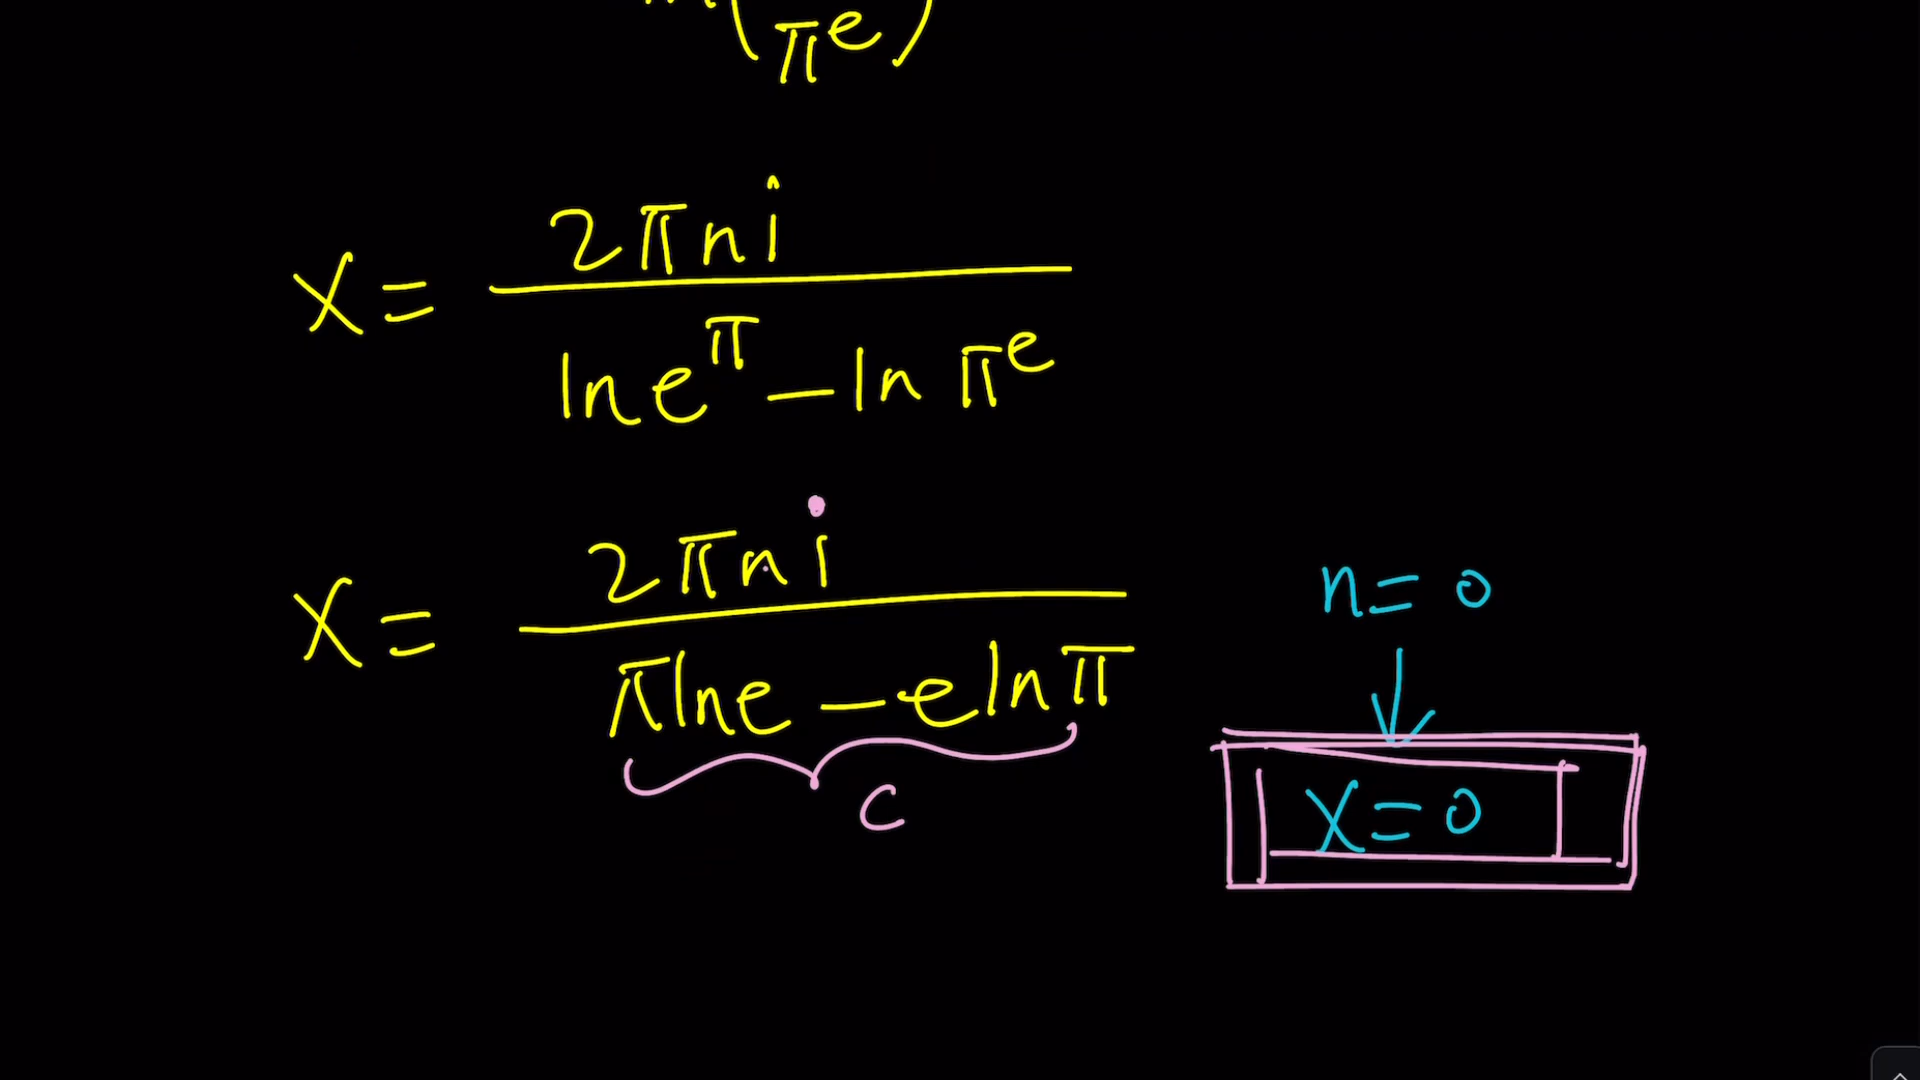 π^e)
x = 2πni / (ln e^π − ln π^e)
x = 2πni / (π ln e − e ln π)
c
n = 0
↓
x = 0